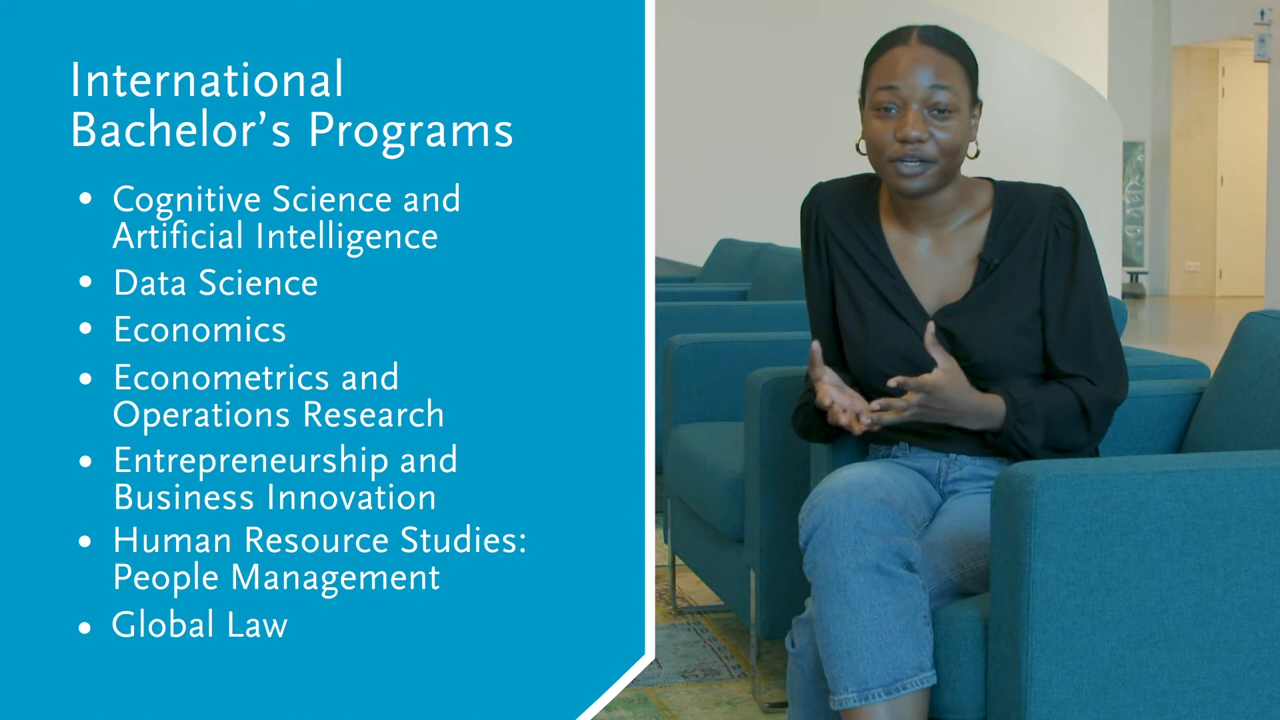 International
Bachelor’s Programs
• Cognitive Science and
Artificial Intelligence
• Data Science
• Economics
• Econometrics and
Operations Research
• Entrepreneurship and
Business Innovation
• Human Resource Studies:
People Management
• Global Law